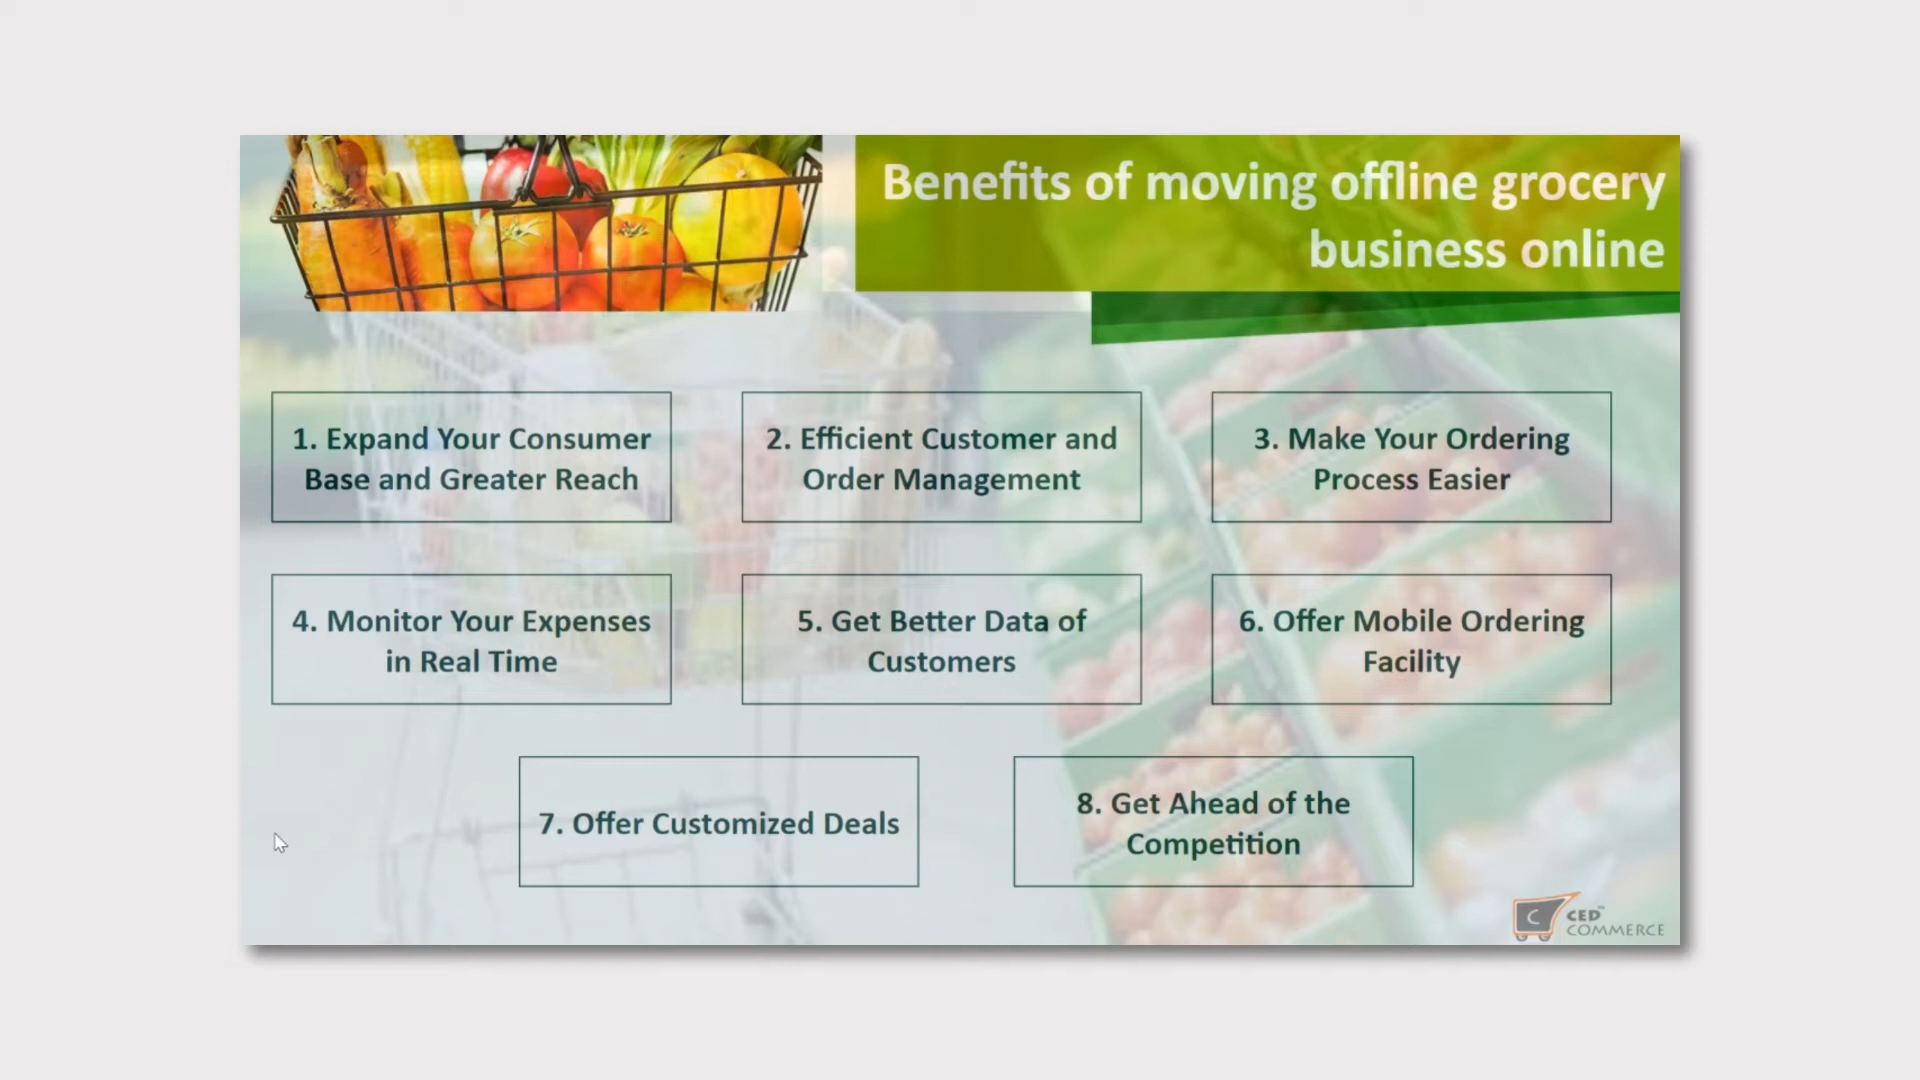 Benefits of moving offline grocery
business online
1. Expand Your Consumer
Base and Greater Reach
2. Efficient Customer and
Order Management
3. Make Your Ordering
Process Easier
4. Monitor Your Expenses
in Real Time
5. Get Better Data of
Customers
6. Offer Mobile Ordering
Facility
7. Offer Customized Deals
8. Get Ahead of the
Competition
C
CED™
COMMERCE